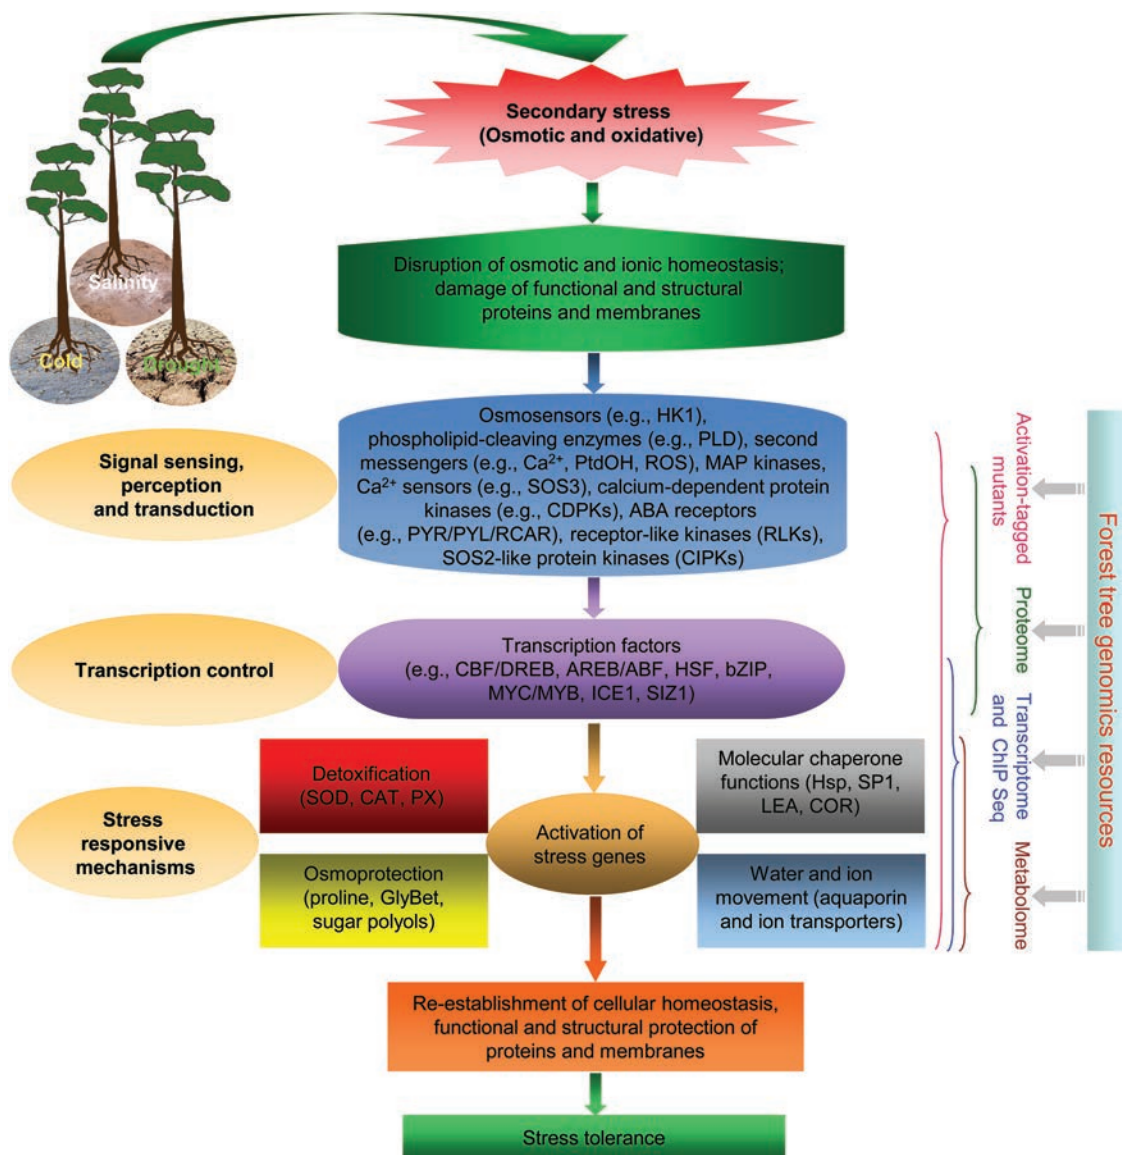 Secondary stress
(Osmotic and oxidative)
Salinity
Cold
Drought
Disruption of osmotic and ionic homeostasis;
damage of functional and structural
proteins and membranes
Signal sensing,
perception
and transduction
Osmosensors (e.g., HK1),
phospholipid-cleaving enzymes (e.g., PLD), second
messengers (e.g., Ca²⁺, PtdOH, ROS), MAP kinases,
Ca²⁺ sensors (e.g., SOS3), calcium-dependent protein
kinases (e.g., CDPKs), ABA receptors
(e.g., PYR/PYL/RCAR), receptor-like kinases (RLKs),
SOS2-like protein kinases (CIPKs)
Transcription control
Transcription factors
(e.g., CBF/DREB, AREB/ABF, HSF, bZIP,
MYC/MYB, ICE1, SIZ1)
Stress
responsive
mechanisms
Detoxification
(SOD, CAT, PX)
Molecular chaperone
functions (Hsp, SP1,
LEA, COR)
Activation of
stress genes
Osmoprotection
(proline, GlyBet,
sugar polyols)
Water and ion
movement (aquaporin
and ion transporters)
Re-establishment of cellular homeostasis,
functional and structural protection of
proteins and membranes
Stress tolerance
Activation-tagged
mutants
Proteome
Transcriptome
and ChIP Seq
Metabolome
Forest tree genomics resources